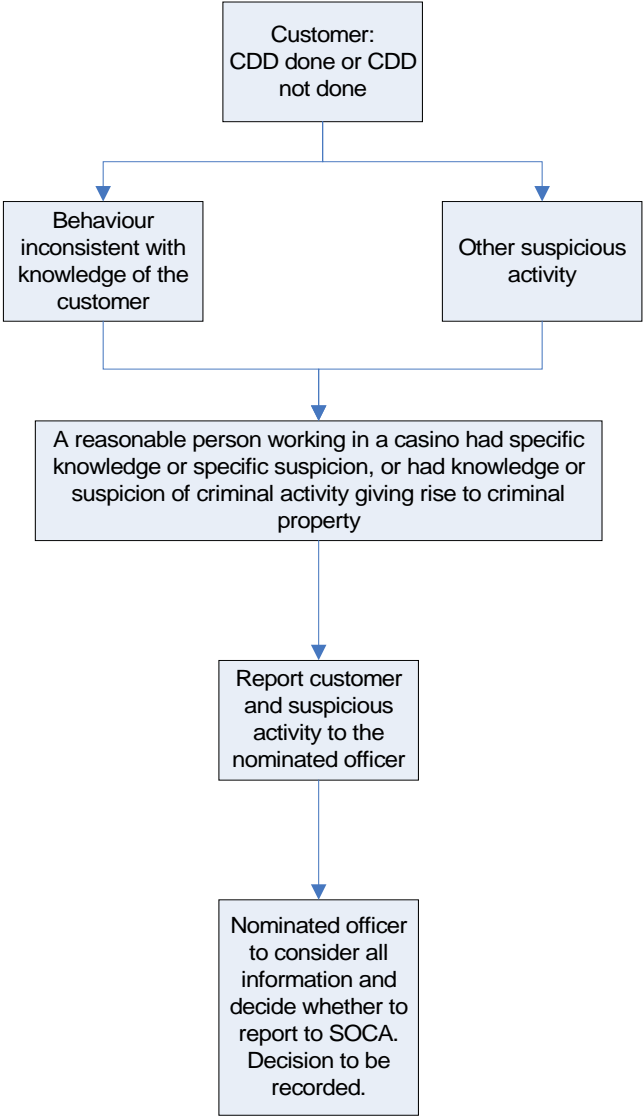 Customer:
CDD done or CDD
not done
Behaviour
inconsistent with
knowledge of the
customer
Other suspicious
activity
A reasonable person working in a casino had specific
knowledge or specific suspicion, or had knowledge or
suspicion of criminal activity giving rise to criminal
property
Report customer
and suspicious
activity to the
nominated officer
Nominated officer
to consider all
information and
decide whether to
report to SOCA.
Decision to be
recorded.